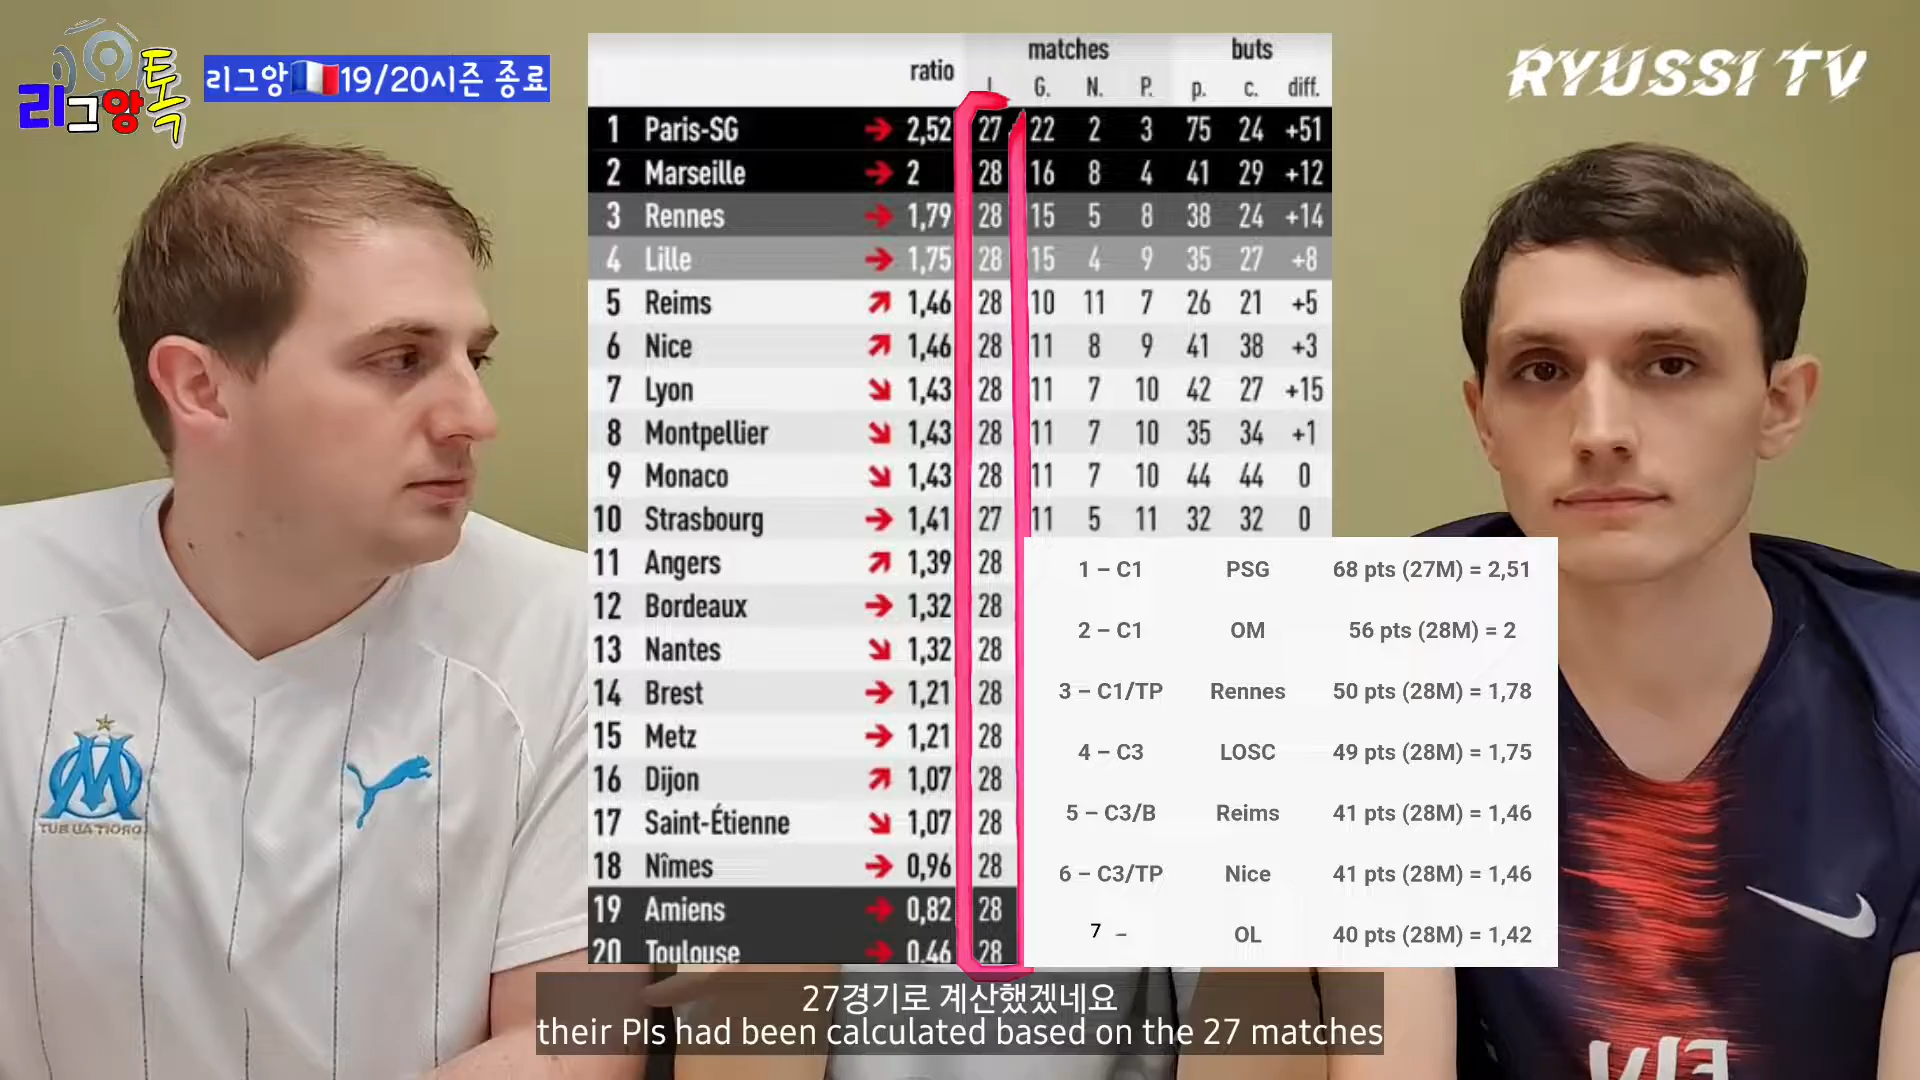 리그앙톡
리그앙🇫🇷19/20시즌 종료
RYUSSI TV
matches buts
ratio J. G. N. P. p. c. diff.
1 Paris-SG 2,52 27 22 2 3 75 24 +51
2 Marseille 2 28 16 8 4 41 29 +12
3 Rennes 1,79 28 15 5 8 38 24 +14
4 Lille 1,75 28 15 4 9 35 27 +8
5 Reims 1,46 28 10 11 7 26 21 +5
6 Nice 1,46 28 11 8 9 41 38 +3
7 Lyon 1,43 28 11 7 10 42 27 +15
8 Montpellier 1,43 28 11 7 10 35 34 +1
9 Monaco 1,43 28 11 7 10 44 44 0
10 Strasbourg 1,41 27 11 5 11 32 32 0
11 Angers 1,39 28
12 Bordeaux 1,32 28
13 Nantes 1,32 28
14 Brest 1,21 28
15 Metz 1,21 28
16 Dijon 1,07 28
17 Saint-Étienne 1,07 28
18 Nîmes 0,96 28
19 Amiens 0,82 28
20 Toulouse 0,46 28
1 – C1 PSG 68 pts (27M) = 2,51
2 – C1 OM 56 pts (28M) = 2
3 – C1/TP Rennes 50 pts (28M) = 1,78
4 – C3 LOSC 49 pts (28M) = 1,75
5 – C3/B Reims 41 pts (28M) = 1,46
6 – C3/TP Nice 41 pts (28M) = 1,46
7 – OL 40 pts (28M) = 1,42
27경기로 계산했겠네요
their PIs had been calculated based on the 27 matches